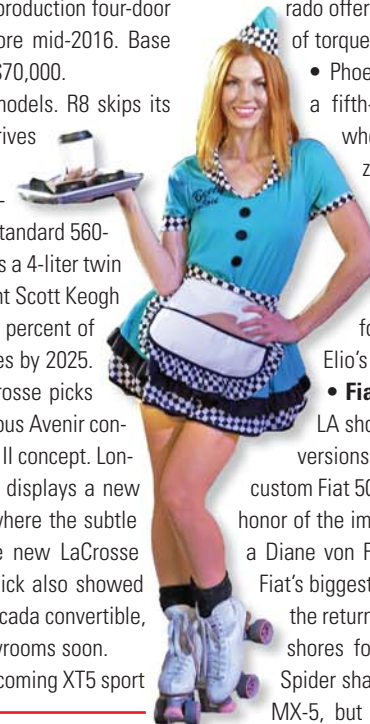 production four-door
ore mid-2016. Base
$70,000.
models. R8 skips its
rives
-
tandard 560-
s a 4-liter twin
nt Scott Keogh
percent of
es by 2025.
rosse picks
ous Avenir con-
II concept. Lon-
displays a new
where the subtle
e new LaCrosse
ick also showed
cada convertible,
wrooms soon.
coming XT5 sport
rado offer
of torque
• Phoe
a fifth-
whe
z
fo
Elio's
• Fia
LA sho
versions
custom Fiat 50
honor of the im
a Diane von F
Fiat's biggest
the return
shores fo
Spider sha
MX-5, but